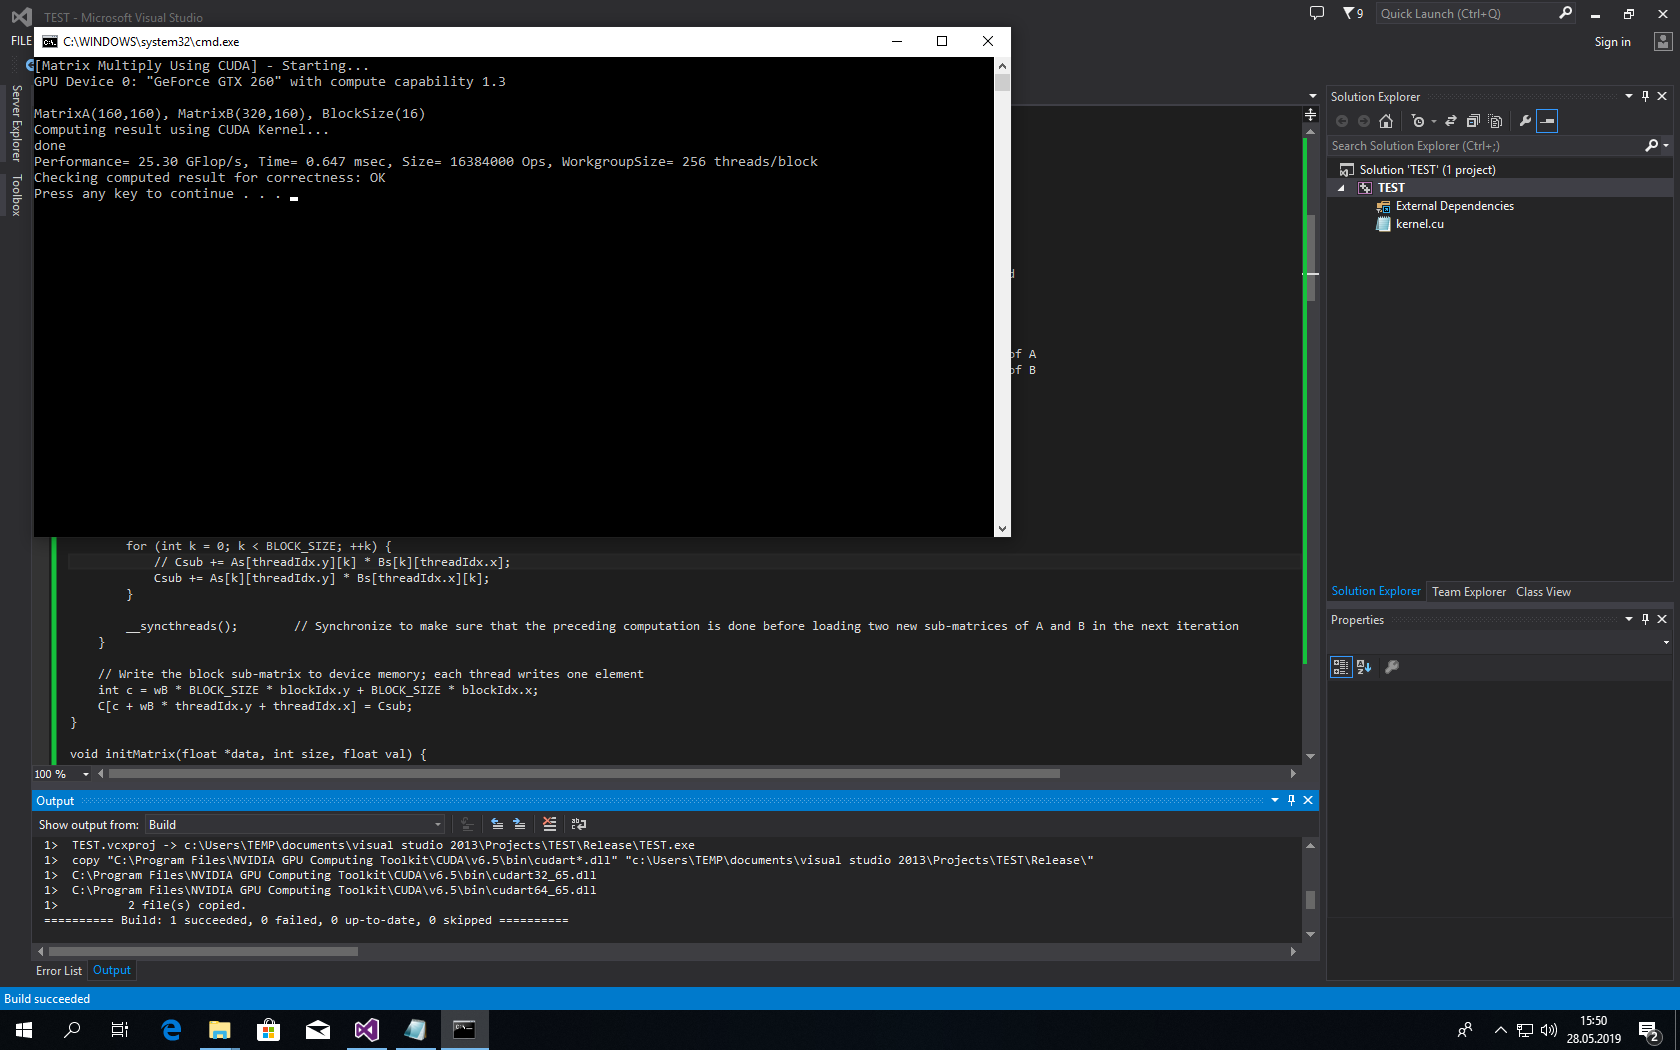 TEST - Microsoft Visual Studio
9
Quick Launch (Ctrl+Q)
FILE
Sign in
C:\WINDOWS\system32\cmd.exe
[Matrix Multiply Using CUDA] - Starting...
GPU Device 0: "GeForce GTX 260" with compute capability 1.3
MatrixA(160,160), MatrixB(320,160), BlockSize(16)
Computing result using CUDA Kernel...
done
Performance= 25.30 GFlop/s, Time= 0.647 msec, Size= 16384000 Ops, WorkgroupSize= 256 threads/block
Checking computed result for correctness: OK
Press any key to continue . . .
Server Explorer
Toolbox
d
of A
of B
for (int k = 0; k < BLOCK_SIZE; ++k) {
// Csub += As[threadIdx.y][k] * Bs[k][threadIdx.x];
Csub += As[k][threadIdx.y] * Bs[threadIdx.x][k];
}
__syncthreads();        // Synchronize to make sure that the preceding computation is done before loading two new sub-matrices of A and B in the next iteration
}
// Write the block sub-matrix to device memory; each thread writes one element
int c = wB * BLOCK_SIZE * blockIdx.y + BLOCK_SIZE * blockIdx.x;
C[c + wB * threadIdx.y + threadIdx.x] = Csub;
}
void initMatrix(float *data, int size, float val) {
100 %
Output
Show output from: Build
1>  TEST.vcxproj -> c:\Users\TEMP\documents\visual studio 2013\Projects\TEST\Release\TEST.exe
1>  copy "C:\Program Files\NVIDIA GPU Computing Toolkit\CUDA\v6.5\bin\cudart*.dll" "c:\Users\TEMP\documents\visual studio 2013\Projects\TEST\Release\"
1>  C:\Program Files\NVIDIA GPU Computing Toolkit\CUDA\v6.5\bin\cudart32_65.dll
1>  C:\Program Files\NVIDIA GPU Computing Toolkit\CUDA\v6.5\bin\cudart64_65.dll
1>          2 file(s) copied.
========== Build: 1 succeeded, 0 failed, 0 up-to-date, 0 skipped ==========
Error List
Output
Solution Explorer
Search Solution Explorer (Ctrl+;)
Solution 'TEST' (1 project)
TEST
External Dependencies
kernel.cu
Solution Explorer
Team Explorer
Class View
Properties
Build succeeded
15:50
28.05.2019
2